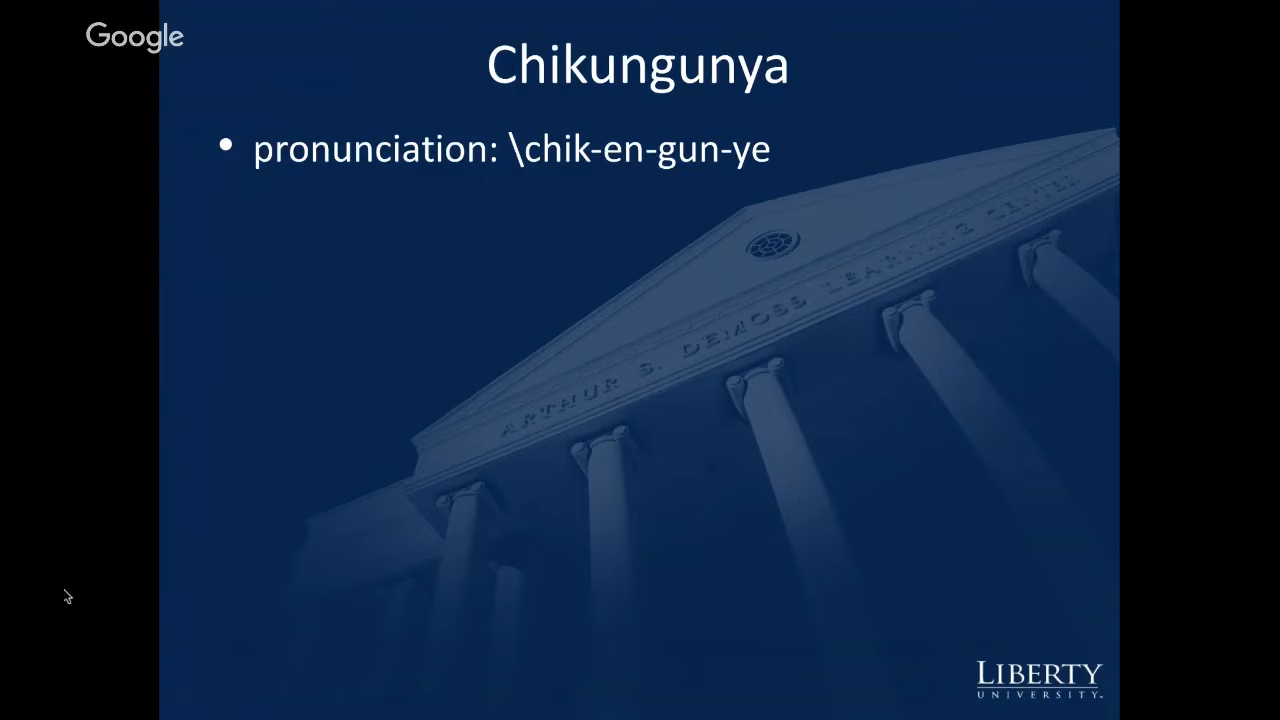 Google
Chikungunya
• pronunciation: \chik-en-gun-ye
ARTHUR S. DEMOSS LEARNING CENTER
LIBERTY
UNIVERSITY.